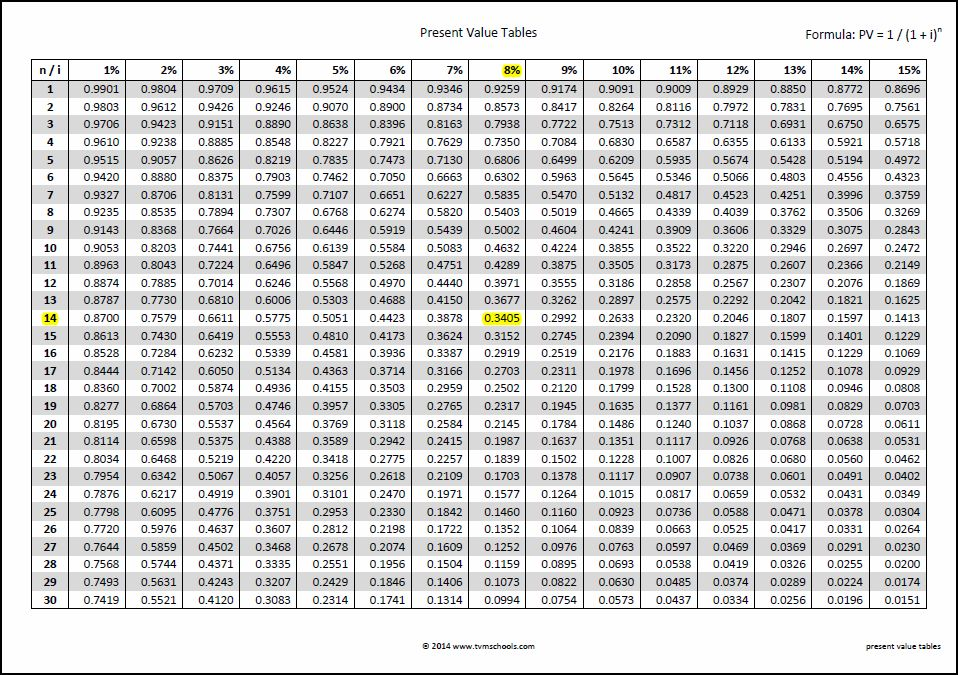 Present Value Tables
Formula: PV = 1 / (1 + i)ⁿ
n / i 1% 2% 3% 4% 5% 6% 7% 8% 9% 10% 11% 12% 13% 14% 15%
1 0.9901 0.9804 0.9709 0.9615 0.9524 0.9434 0.9346 0.9259 0.9174 0.9091 0.9009 0.8929 0.8850 0.8772 0.8696
2 0.9803 0.9612 0.9426 0.9246 0.9070 0.8900 0.8734 0.8573 0.8417 0.8264 0.8116 0.7972 0.7831 0.7695 0.7561
3 0.9706 0.9423 0.9151 0.8890 0.8638 0.8396 0.8163 0.7938 0.7722 0.7513 0.7312 0.7118 0.6931 0.6750 0.6575
4 0.9610 0.9238 0.8885 0.8548 0.8227 0.7921 0.7629 0.7350 0.7084 0.6830 0.6587 0.6355 0.6133 0.5921 0.5718
5 0.9515 0.9057 0.8626 0.8219 0.7835 0.7473 0.7130 0.6806 0.6499 0.6209 0.5935 0.5674 0.5428 0.5194 0.4972
6 0.9420 0.8880 0.8375 0.7903 0.7462 0.7050 0.6663 0.6302 0.5963 0.5645 0.5346 0.5066 0.4803 0.4556 0.4323
7 0.9327 0.8706 0.8131 0.7599 0.7107 0.6651 0.6227 0.5835 0.5470 0.5132 0.4817 0.4523 0.4251 0.3996 0.3759
8 0.9235 0.8535 0.7894 0.7307 0.6768 0.6274 0.5820 0.5403 0.5019 0.4665 0.4339 0.4039 0.3762 0.3506 0.3269
9 0.9143 0.8368 0.7664 0.7026 0.6446 0.5919 0.5439 0.5002 0.4604 0.4241 0.3909 0.3606 0.3329 0.3075 0.2843
10 0.9053 0.8203 0.7441 0.6756 0.6139 0.5584 0.5083 0.4632 0.4224 0.3855 0.3522 0.3220 0.2946 0.2697 0.2472
11 0.8963 0.8043 0.7224 0.6496 0.5847 0.5268 0.4751 0.4289 0.3875 0.3505 0.3173 0.2875 0.2607 0.2366 0.2149
12 0.8874 0.7885 0.7014 0.6246 0.5568 0.4970 0.4440 0.3971 0.3555 0.3186 0.2858 0.2567 0.2307 0.2076 0.1869
13 0.8787 0.7730 0.6810 0.6006 0.5303 0.4688 0.4150 0.3677 0.3262 0.2897 0.2575 0.2292 0.2042 0.1821 0.1625
14 0.8700 0.7579 0.6611 0.5775 0.5051 0.4423 0.3878 0.3405 0.2992 0.2633 0.2320 0.2046 0.1807 0.1597 0.1413
15 0.8613 0.7430 0.6419 0.5553 0.4810 0.4173 0.3624 0.3152 0.2745 0.2394 0.2090 0.1827 0.1599 0.1401 0.1229
16 0.8528 0.7284 0.6232 0.5339 0.4581 0.3936 0.3387 0.2919 0.2519 0.2176 0.1883 0.1631 0.1415 0.1229 0.1069
17 0.8444 0.7142 0.6050 0.5134 0.4363 0.3714 0.3166 0.2703 0.2311 0.1978 0.1696 0.1456 0.1252 0.1078 0.0929
18 0.8360 0.7002 0.5874 0.4936 0.4155 0.3503 0.2959 0.2502 0.2120 0.1799 0.1528 0.1300 0.1108 0.0946 0.0808
19 0.8277 0.6864 0.5703 0.4746 0.3957 0.3305 0.2765 0.2317 0.1945 0.1635 0.1377 0.1161 0.0981 0.0829 0.0703
20 0.8195 0.6730 0.5537 0.4564 0.3769 0.3118 0.2584 0.2145 0.1784 0.1486 0.1240 0.1037 0.0868 0.0728 0.0611
21 0.8114 0.6598 0.5375 0.4388 0.3589 0.2942 0.2415 0.1987 0.1637 0.1351 0.1117 0.0926 0.0768 0.0638 0.0531
22 0.8034 0.6468 0.5219 0.4220 0.3418 0.2775 0.2257 0.1839 0.1502 0.1228 0.1007 0.0826 0.0680 0.0560 0.0462
23 0.7954 0.6342 0.5067 0.4057 0.3256 0.2618 0.2109 0.1703 0.1378 0.1117 0.0907 0.0738 0.0601 0.0491 0.0402
24 0.7876 0.6217 0.4919 0.3901 0.3101 0.2470 0.1971 0.1577 0.1264 0.1015 0.0817 0.0659 0.0532 0.0431 0.0349
25 0.7798 0.6095 0.4776 0.3751 0.2953 0.2330 0.1842 0.1460 0.1160 0.0923 0.0736 0.0588 0.0471 0.0378 0.0304
26 0.7720 0.5976 0.4637 0.3607 0.2812 0.2198 0.1722 0.1352 0.1064 0.0839 0.0663 0.0525 0.0417 0.0331 0.0264
27 0.7644 0.5859 0.4502 0.3468 0.2678 0.2074 0.1609 0.1252 0.0976 0.0763 0.0597 0.0469 0.0369 0.0291 0.0230
28 0.7568 0.5744 0.4371 0.3335 0.2551 0.1956 0.1504 0.1159 0.0895 0.0693 0.0538 0.0419 0.0326 0.0255 0.0200
29 0.7493 0.5631 0.4243 0.3207 0.2429 0.1846 0.1406 0.1073 0.0822 0.0630 0.0485 0.0374 0.0289 0.0224 0.0174
30 0.7419 0.5521 0.4120 0.3083 0.2314 0.1741 0.1314 0.0994 0.0754 0.0573 0.0437 0.0334 0.0256 0.0196 0.0151
© 2014 www.tvmschools.com
present value tables